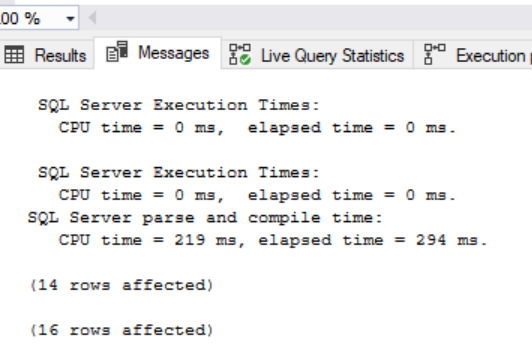 .00 %
Results Messages Live Query Statistics Execution
SQL Server Execution Times:
CPU time = 0 ms, elapsed time = 0 ms.
SQL Server Execution Times:
CPU time = 0 ms, elapsed time = 0 ms.
SQL Server parse and compile time:
CPU time = 219 ms, elapsed time = 294 ms.
(14 rows affected)
(16 rows affected)